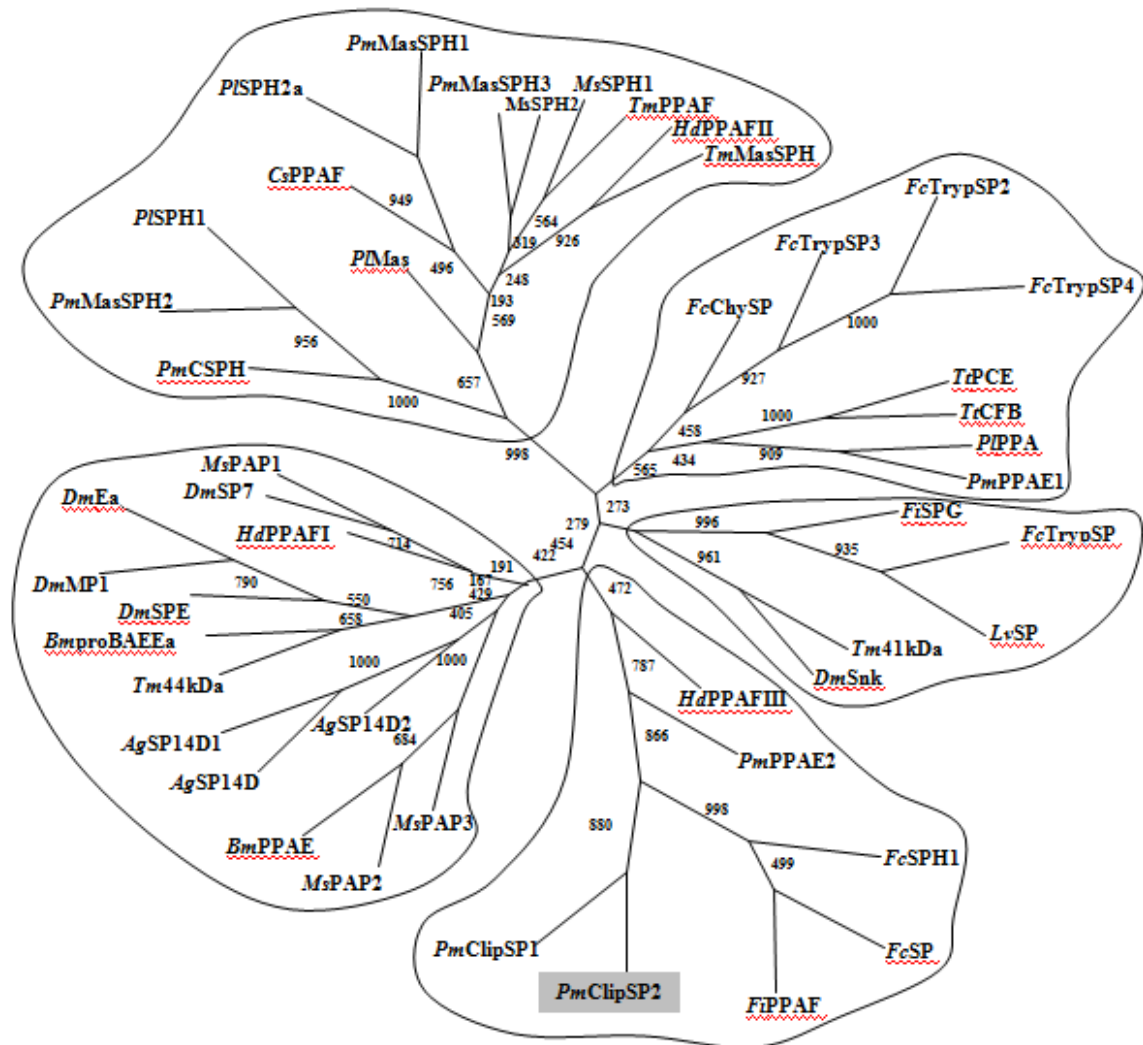 PmMasSPH1
PlSPH2a
PmMasSPH3
MsSPH2
MsSPH1
TmPPAF
HdPPAFII
TmMasSPH
CsPPAF
949
564
319
926
PlSPH1
PlMas
496
248
193
569
PmMasSPH2
956
PmCSPH
657
1000
998
FcTrypSP2
FcTrypSP3
FcTrypSP4
FcChySP
1000
927
TtPCE
1000
TtCFB
458
434
909
PlPPA
565
PmPPAE1
273
279
454
422
MsPAP1
DmSP7
DmEa
HdPPAFI
714
191
167
429
756
DmMP1
790
550
405
DmSPE
658
BmproBAEEa
1000
1000
Tm44kDa
AgSP14D2
684
AgSP14D1
AgSP14D
MsPAP3
BmPPAE
MsPAP2
996
FiSPG
FcTrypSP
961
935
LvSP
Tm41kDa
DmSnk
472
787
HdPPAFIII
866
PmPPAE2
998
880
FcSPH1
499
PmClipSP1
FcSP
PmClipSP2
FiPPAF